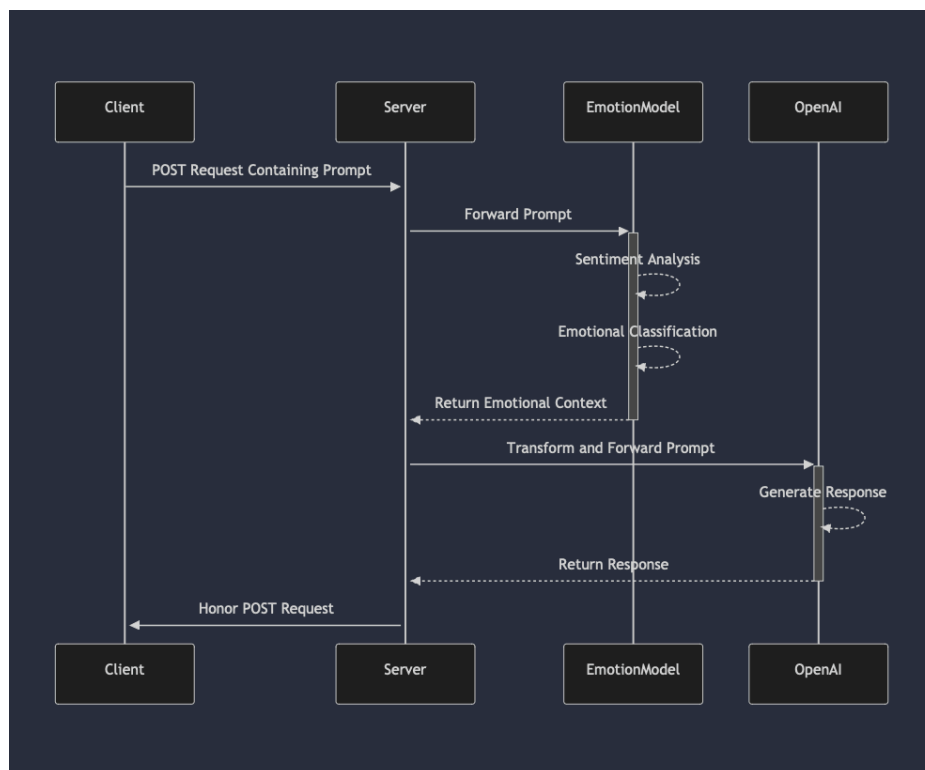 Client
Server
EmotionModel
OpenAI
POST Request Containing Prompt
Forward Prompt
Sentiment Analysis
Emotional Classification
Return Emotional Context
Transform and Forward Prompt
Generate Response
Return Response
Honor POST Request
Client
Server
EmotionModel
OpenAI